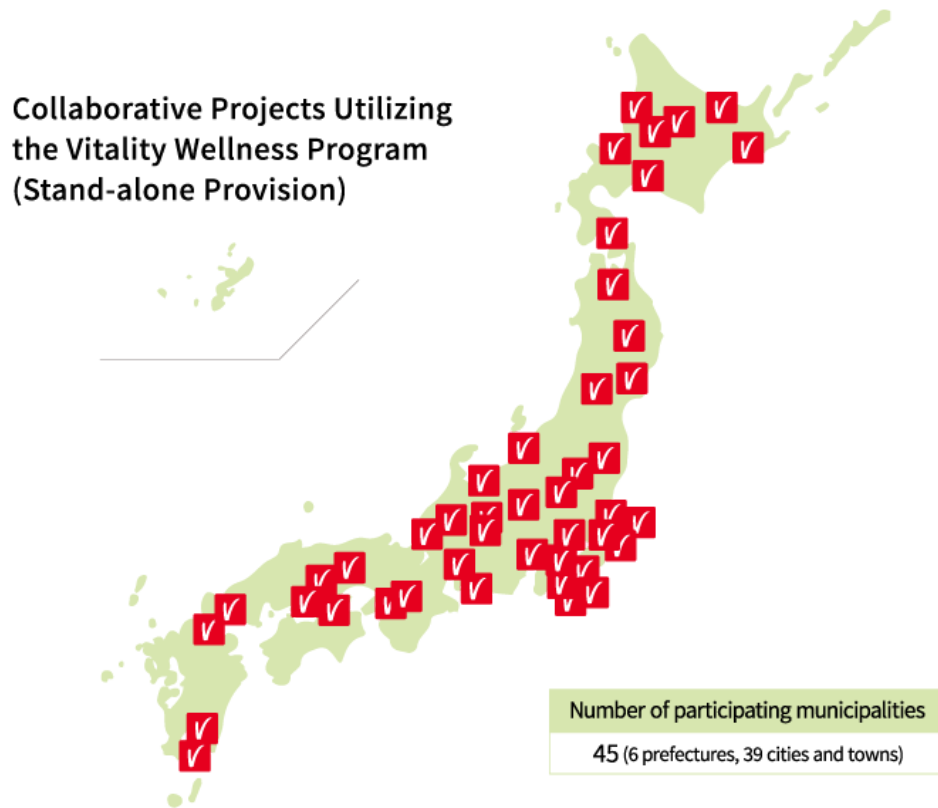 Collaborative Projects Utilizing
the Vitality Wellness Program
(Stand-alone Provision)
Number of participating municipalities
45 (6 prefectures, 39 cities and towns)